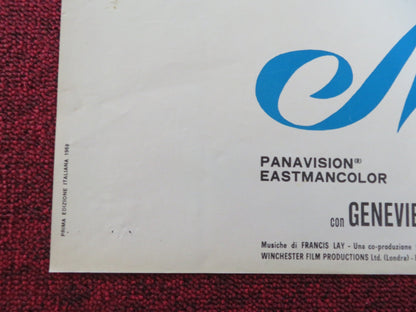 PANAVISION®
EASTMANCOLOR
con GENEVIE
Musiche di FRANCIS LAY - Una co-produzione
WINCHESTER FILM PRODUCTIONS Ltd. (Londra) -
PRIMA EDIZIONE ITALIANA 1968